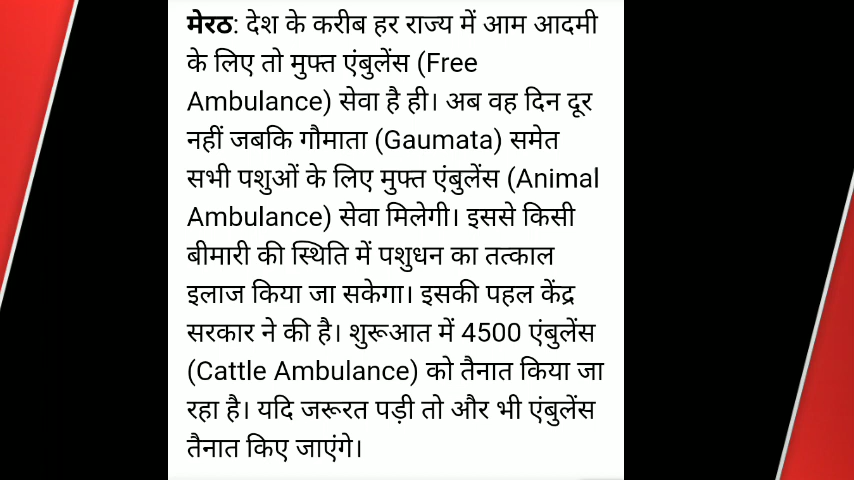 मेरठ: देश के करीब हर राज्य में आम आदमी
के लिए तो मुफ्त एंबुलेंस (Free
Ambulance) सेवा है ही। अब वह दिन दूर
नहीं जबकि गौमाता (Gaumata) समेत
सभी पशुओं के लिए मुफ्त एंबुलेंस (Animal
Ambulance) सेवा मिलेगी। इससे किसी
बीमारी की स्थिति में पशुधन का तत्काल
इलाज किया जा सकेगा। इसकी पहल केंद्र
सरकार ने की है। शुरूआत में 4500 एंबुलेंस
(Cattle Ambulance) को तैनात किया जा
रहा है। यदि जरूरत पड़ी तो और भी एंबुलेंस
तैनात किए जाएंगे।